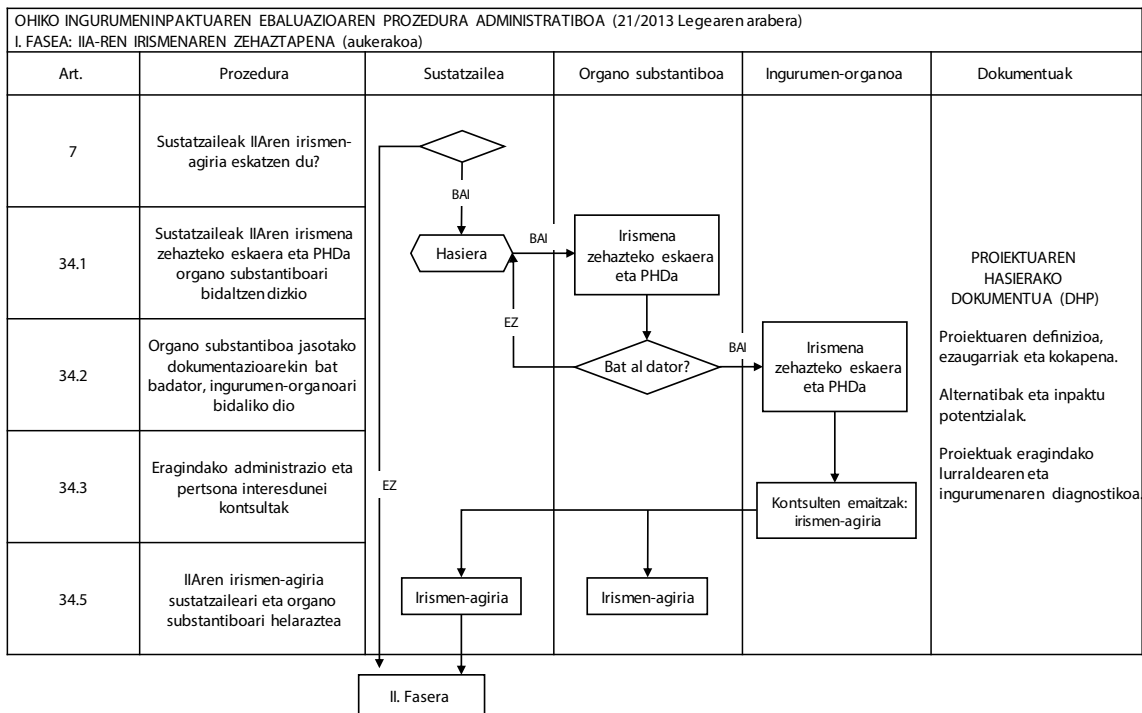 OHIKO INGURUMENINPAKTUAREN EBALUAZIOAREN PROZEDURA ADMINISTRATIBOA (21/2013 Legearen arabera)
I. FASEA: IIA-REN IRISMENAREN ZEHAZTAPENA (aukerakoa)
Art.
Prozedura
Sustatzailea
Organo substantiboa
Ingurumen-organoa
Dokumentuak
7
Sustatzaileak IIAren irismen-
agiria eskatzen du?
BAI
34.1
Sustatzaileak IIAren irismena
zehazteko eskaera eta PHDa
organo substantiboari
bidaltzen dizkio
Hasiera
BAI
Irismena
zehazteko eskaera
eta PHDa
EZ
34.2
Organo substantiboa jasotako
dokumentazioarekin bat
badator, ingurumen-organoari
bidaliko dio
Bat al dator?
BAI
Irismena
zehazteko eskaera
eta PHDa
34.3
Eragindako administrazio eta
pertsona interesdunei
kontsultak
EZ
Kontsulten emaitzak:
irismen-agiria
34.5
IIAren irismen-agiria
sustatzaileari eta organo
substantiboari helaraztea
Irismen-agiria
Irismen-agiria
PROIEKTUAREN
HASIERAKO
DOKUMENTUA (DHP)
Proiektuaren definizioa,
ezaugarriak eta kokapena.
Alternatibak eta inpaktu
potentzialak.
Proiektuak eragindako
lurraldearen eta
ingurumenaren diagnostikoa.
II. Fasera